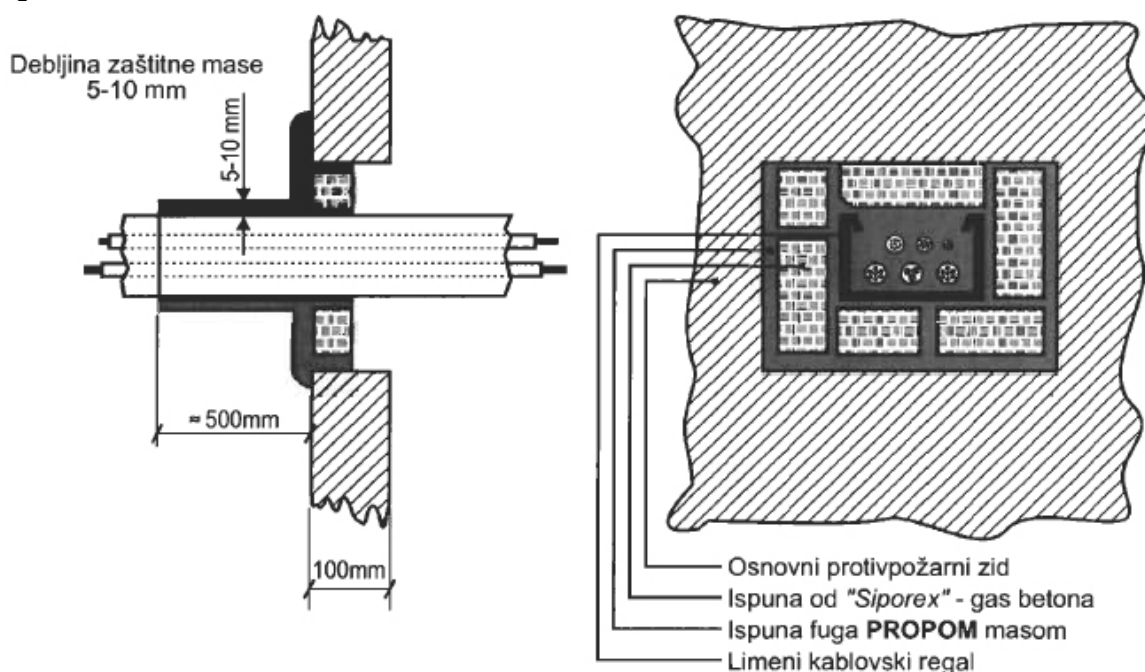 Debljina zaštitne mase
5-10 mm
5-10 mm
≈ 500mm
100mm
Osnovni protivpožarni zid
Ispuna od "Siporex" - gas betona
Ispuna fuga PROPOM masom
Limeni kablovski regal